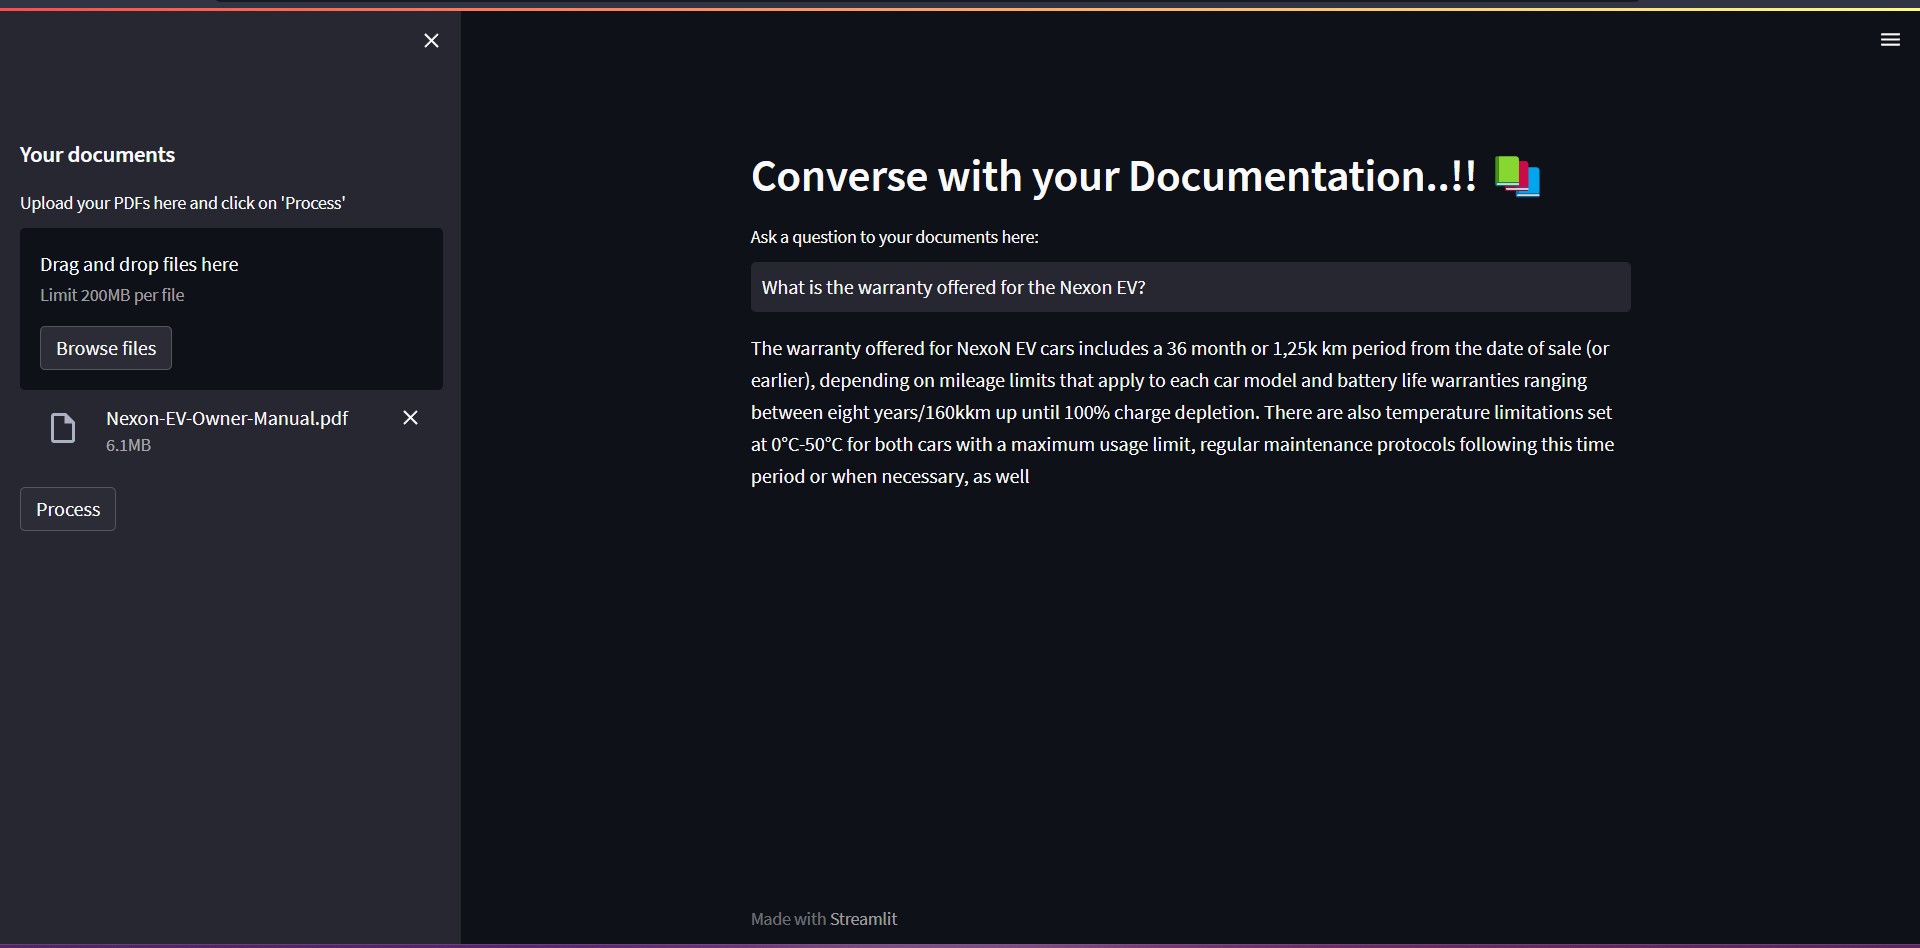 Your documents
Upload your PDFs here and click on 'Process'
Drag and drop files here
Limit 200MB per file
Browse files
Nexon-EV-Owner-Manual.pdf
6.1MB
Process
Converse with your Documentation..!!
Ask a question to your documents here:
What is the warranty offered for the Nexon EV?
The warranty offered for NexoN EV cars includes a 36 month or 1,25k km period from the date of sale (or
earlier), depending on mileage limits that apply to each car model and battery life warranties ranging
between eight years/160kkm up until 100% charge depletion. There are also temperature limitations set
at 0°C-50°C for both cars with a maximum usage limit, regular maintenance protocols following this time
period or when necessary, as well
Made with Streamlit